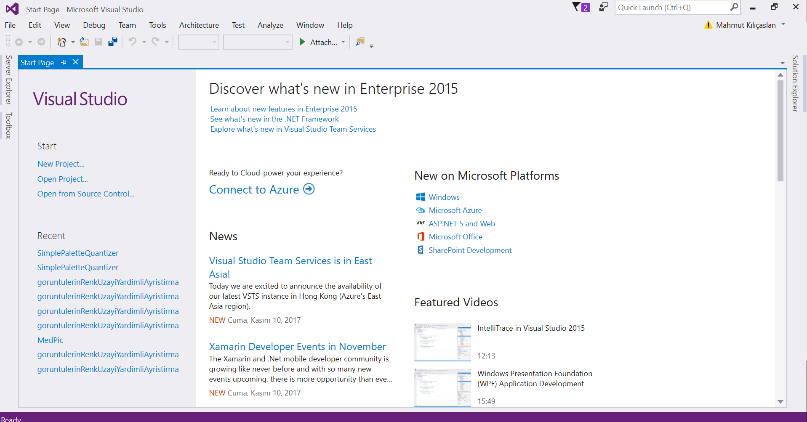 Start Page - Microsoft Visual Studio
2
Quick Launch (Ctrl+Q)
File Edit View Debug Team Tools Architecture Test Analyze Window Help
Mahmut Kılıçaslan
Attach...
Server Explorer
Toolbox
Start Page
Solution Explorer
Visual Studio
Start
New Project...
Open Project...
Open from Source Control...
Recent
SimplePaletteQuantizer
SimplePaletteQuantizer
goruntulerinRenkUzayiYardimliAyristirma
goruntulerinRenkUzayiYardimliAyristirma
goruntulerinRenkUzayiYardimliAyristirma
goruntulerinRenkUzayiYardimliAyristirma
MedPic
goruntulerinRenkUzayiYardimliAyristirma
goruntulerinRenkUzayiYardimliAyristirma
Discover what's new in Enterprise 2015
Learn about new features in Enterprise 2015
See what's new in the .NET Framework
Explore what's new in Visual Studio Team Services
Ready to Cloud-power your experience?
Connect to Azure
News
Visual Studio Team Services is in East
Asia!
Today we are excited to announce the availability of
our latest VSTS instance in Hong Kong (Azure's East
Asia region).
NEW Cuma, Kasım 10, 2017
Xamarin Developer Events in November
The Xamarin and .Net mobile developer community is
growing like never before and with so many new
events upcoming, there is more opportunity than eve...
NEW Cuma, Kasım 10, 2017
New on Microsoft Platforms
Windows
Microsoft Azure
ASP.NET 5 and Web
Microsoft Office
SharePoint Development
Featured Videos
IntelliTrace in Visual Studio 2015
12:13
Windows Presentation Foundation
(WPF) Application Development
15:49
Ready